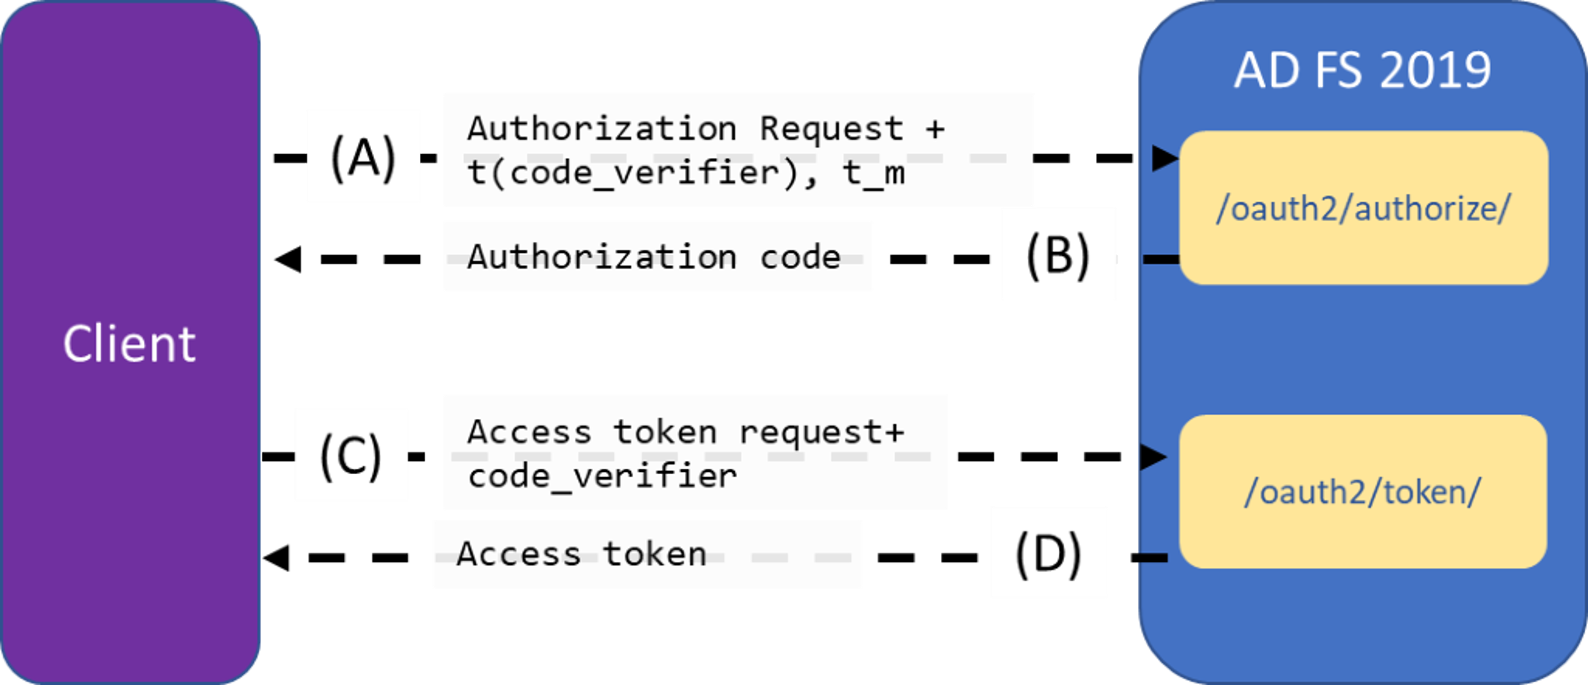 AD FS 2019
(A)
Authorization Request +
t(code_verifier), t_m
/oauth2/authorize/
Authorization code
(B)
Client
(C)
Access token request+
code_verifier
/oauth2/token/
Access token
(D)